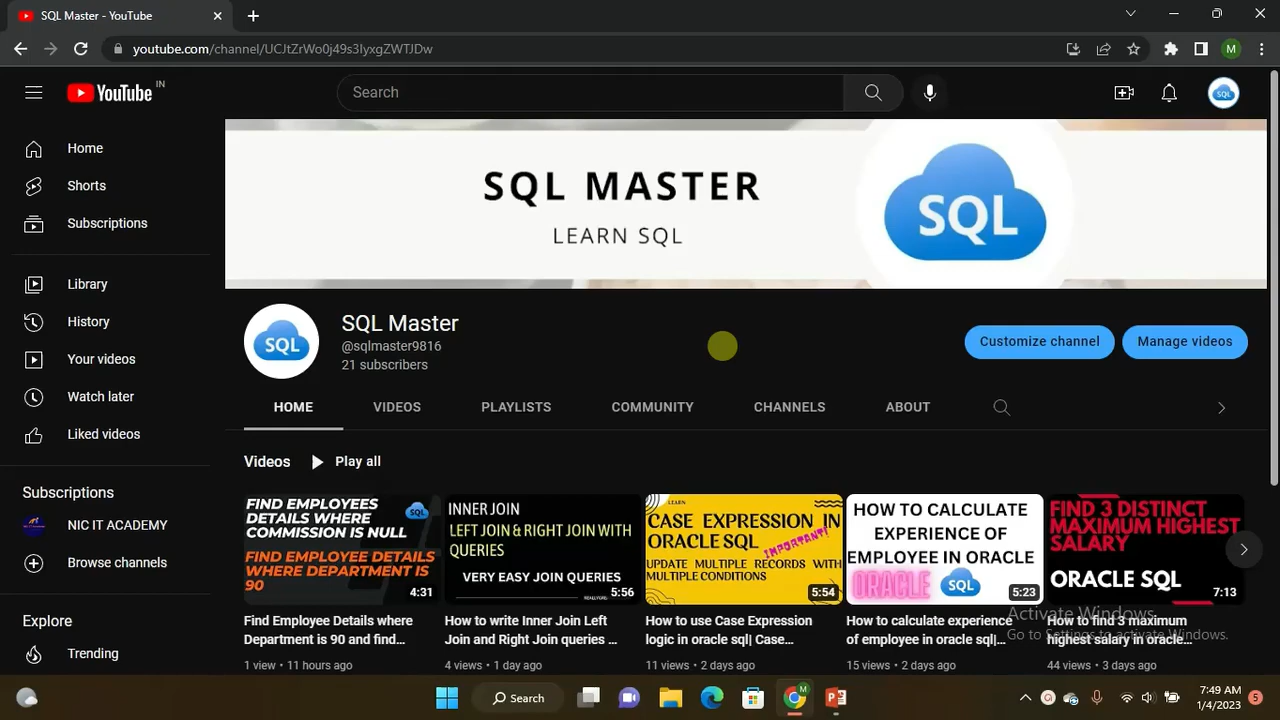 SQL Master - YouTube
youtube.com/channel/UCJtZrWo0j49s3lyxgZWTJDw
M
YouTube IN
Search
SQL
Home
Shorts
Subscriptions
Library
History
Your videos
Watch later
Liked videos
Subscriptions
NIC IT ACADEMY
Browse channels
Explore
Trending
SQL MASTER
LEARN SQL
SQL
SQL
SQL Master
@sqlmaster9816
21 subscribers
Customize channel
Manage videos
HOME
VIDEOS
PLAYLISTS
COMMUNITY
CHANNELS
ABOUT
Videos
Play all
FIND EMPLOYEES
DETAILS WHERE
COMMISSION IS NULL
FIND EMPLOYEE DETAILS
WHERE DEPARTMENT IS
90
SQL
4:31
Find Employee Details where
Department is 90 and find...
1 view • 11 hours ago
INNER JOIN
LEFT JOIN & RIGHT JOIN WITH
QUERIES
VERY EASY JOIN QUERIES
5:56
How to write Inner Join Left
Join and Right Join queries ...
4 views • 1 day ago
LEARN
CASE EXPRESSION IN
ORACLE SQL
IMPORTANT!
UPDATE MULTIPLE RECORDS WITH
MULTIPLE CONDITIONS
5:54
How to use Case Expression
logic in oracle sql| Case...
11 views • 2 days ago
HOW TO CALCULATE
EXPERIENCE OF
EMPLOYEE IN ORACLE
ORACLE
SQL
5:23
How to calculate experience
of employee in oracle sql|...
15 views • 2 days ago
FIND 3 DISTINCT
MAXIMUM HIGHEST
SALARY
ORACLE SQL
7:13
How to find 3 maximum
highest salary in oracle...
44 views • 3 days ago
Activate Windows
Go to Settings to activate Windows.
Search
M
7:49 AM
1/4/2023
5